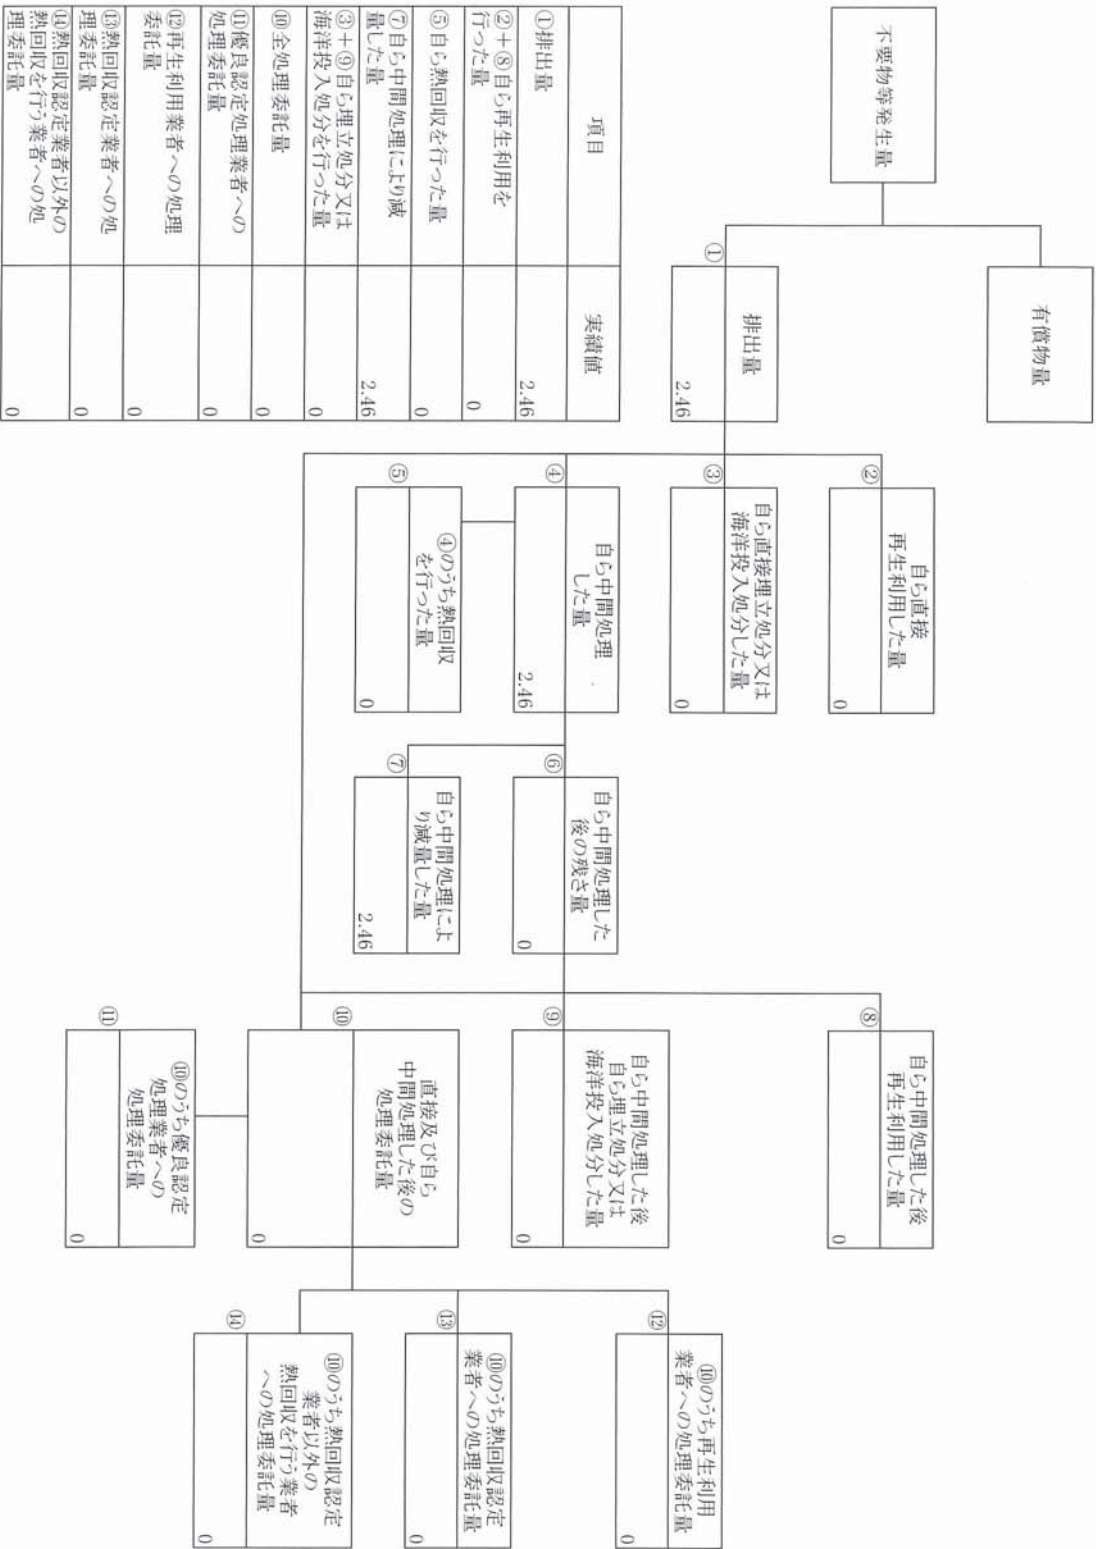 不要物等発生量
有償物量
①
排出量
2.46
②
自ら直接
再生利用した量
0
③
自ら直接埋立処分又は
海洋投入処分した量
0
④
自ら中間処理
した量
2.46
⑤
④のうち熱回収
を行った量
0
⑥
自ら中間処理した
後の残さ量
0
⑦
自ら中間処理によ
り減量した量
2.46
⑧
自ら中間処理した後
再生利用した量
0
⑨
自ら中間処理した後
自ら埋立処分又は
海洋投入処分した量
0
⑩
直接及び自ら
中間処理した後の
処理委託量
0
⑪
⑩のうち優良認定
処理業者への
処理委託量
0
⑫
⑩のうち再生利用
業者への処理委託量
0
⑬
⑩のうち熱回収認定
業者への処理委託量
0
⑭
⑩のうち熱回収認定
業者以外の
熱回収を行う業者
への処理委託量
0
項目 実績値
①排出量 2.46
②+⑧自ら再生利用を
行った量 0
⑤自ら熱回収を行った量 0
⑦自ら中間処理により減
量した量 2.46
③+⑨自ら埋立処分又は
海洋投入処分を行った量 0
⑩全処理委託量 0
⑪優良認定処理業者への
処理委託量 0
⑫再生利用業者への処理
委託量 0
⑬熱回収認定業者への処
理委託量 0
⑭熱回収認定業者以外の
熱回収を行う業者への処
理委託量 0